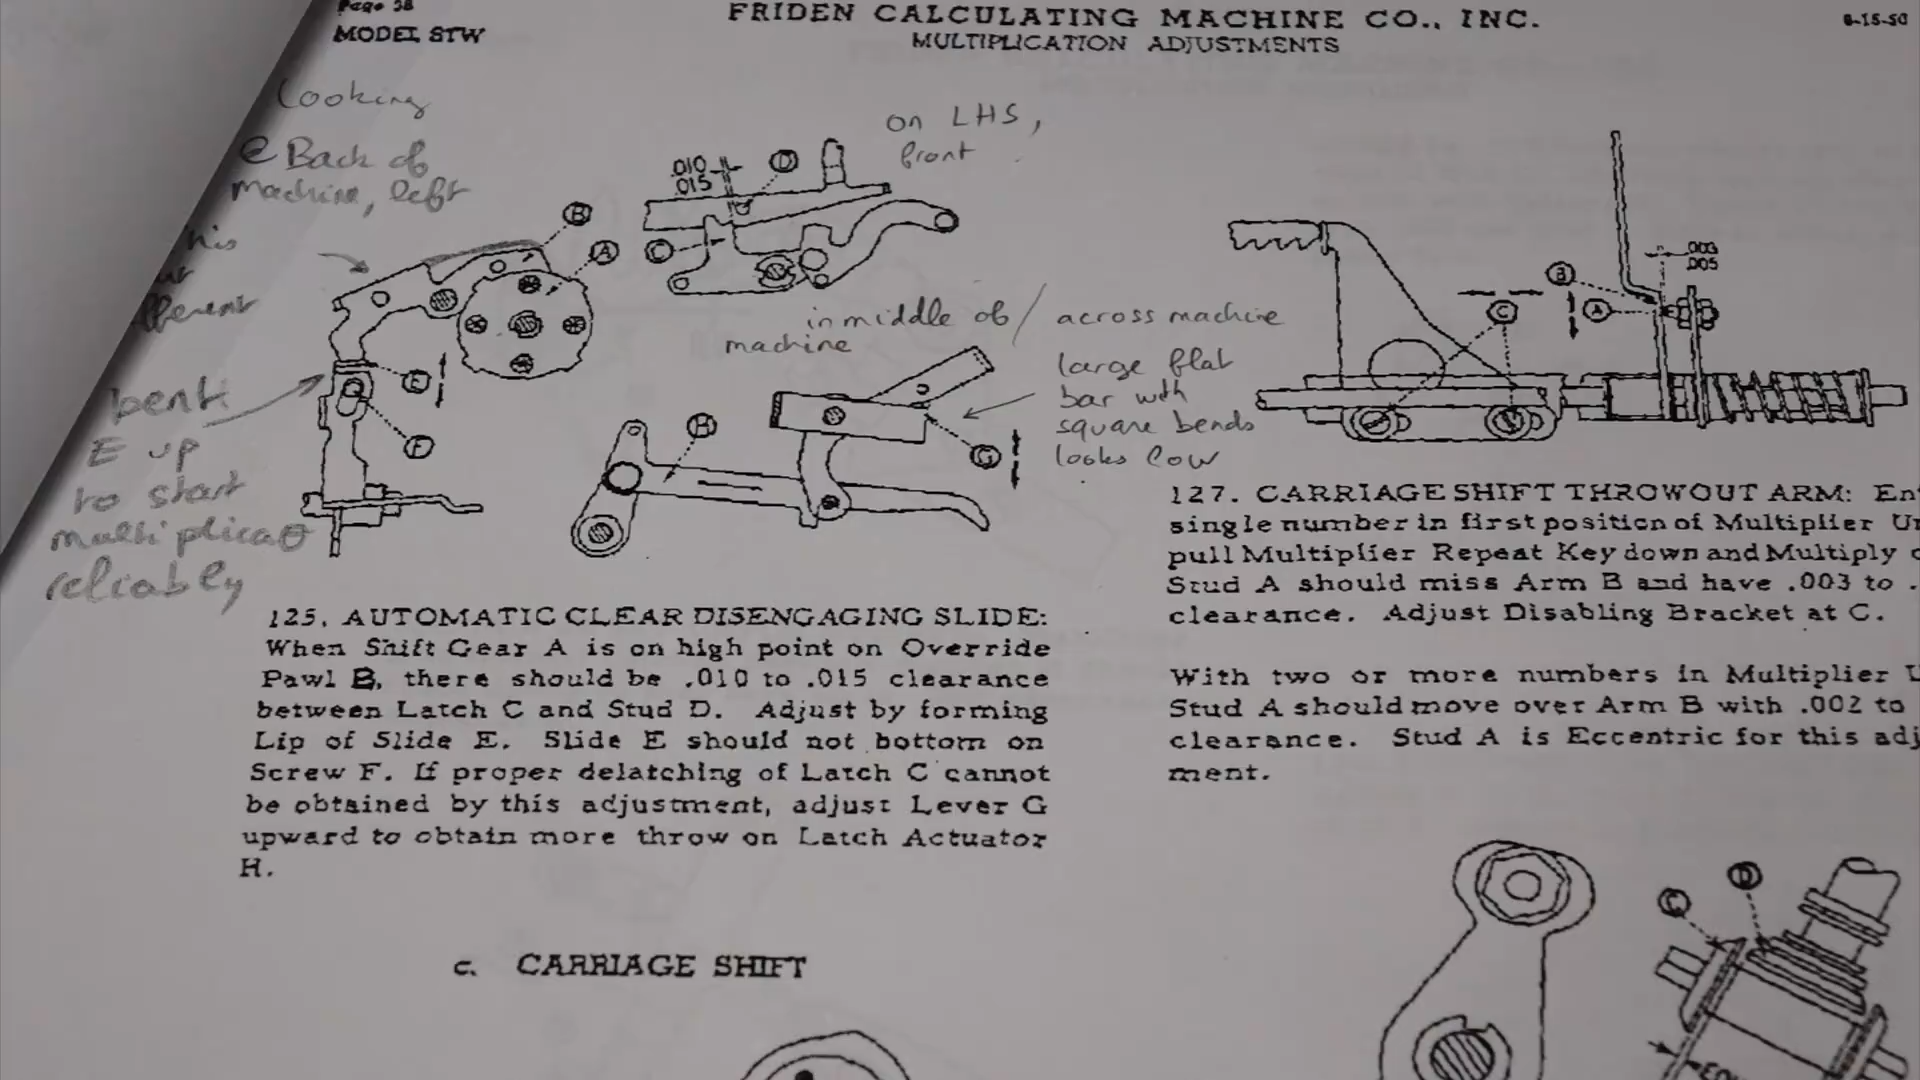 Page 38
MODEL STW
FRIDEN CALCULATING MACHINE CO., INC.
MULTIPLICATION ADJUSTMENTS
8-15-50
looking
@ Back of
machine, left
bent
E up
to start
reliably
on LHS,
front
.010
.015
D
C
B
A
E
F
in middle of / across machine
machine
large flat
bar with
square bends
looks low
B
G
.003
.005
B
A
C
125. AUTOMATIC CLEAR DISENGAGING SLIDE:
When Shift Gear A is on high point on Override
Pawl B, there should be .010 to .015 clearance
between Latch C and Stud D. Adjust by forming
Lip of Slide E. Slide E should not bottom on
Screw F. If proper delatching of Latch C cannot
be obtained by this adjustment, adjust Lever G
upward to obtain more throw on Latch Actuator
H.
c. CARRIAGE SHIFT
127. CARRIAGE SHIFT THROWOUT ARM: En
single number in first position of Multiplier
pull Multiplier Repeat Key down and Multiply
Stud A should miss Arm B and have .003 to
clearance. Adjust Disabling Bracket at C.
With two or more numbers in Multiplier
Stud A should move over Arm B with .002 to
clearance. Stud A is Eccentric for this adj
ment.
C
D